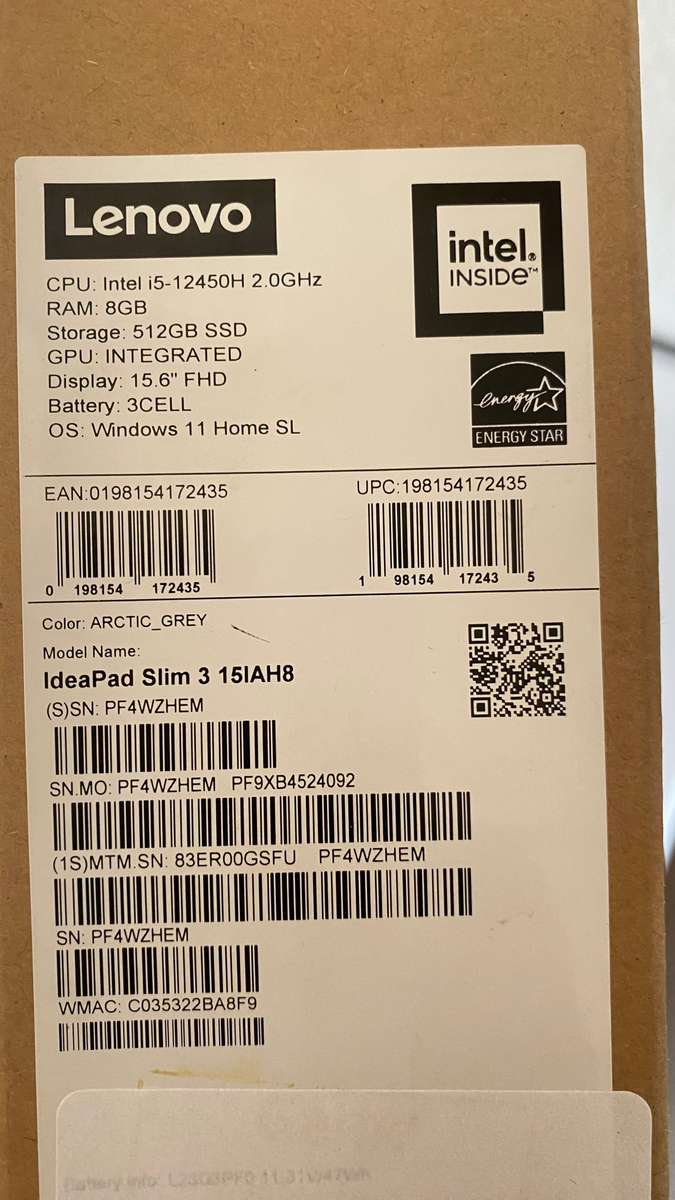 Lenovo
intel.
INSIDE™
CPU: Intel i5-12450H 2.0GHz
RAM: 8GB
Storage: 512GB SSD
GPU: INTEGRATED
Display: 15.6" FHD
Battery: 3CELL
OS: Windows 11 Home SL
energy
ENERGY STAR
EAN:0198154172435
UPC:198154172435
0 198154 172435
1 98154 17243 5
Color: ARCTIC_GREY
Model Name:
IdeaPad Slim 3 15IAH8
(S)SN: PF4WZHEM
SN.MO: PF4WZHEM PF9XB4524092
(1S)MTM.SN: 83ER00GSFU PF4WZHEM
SN: PF4WZHEM
WMAC: C035322BA8F9
Battery info: